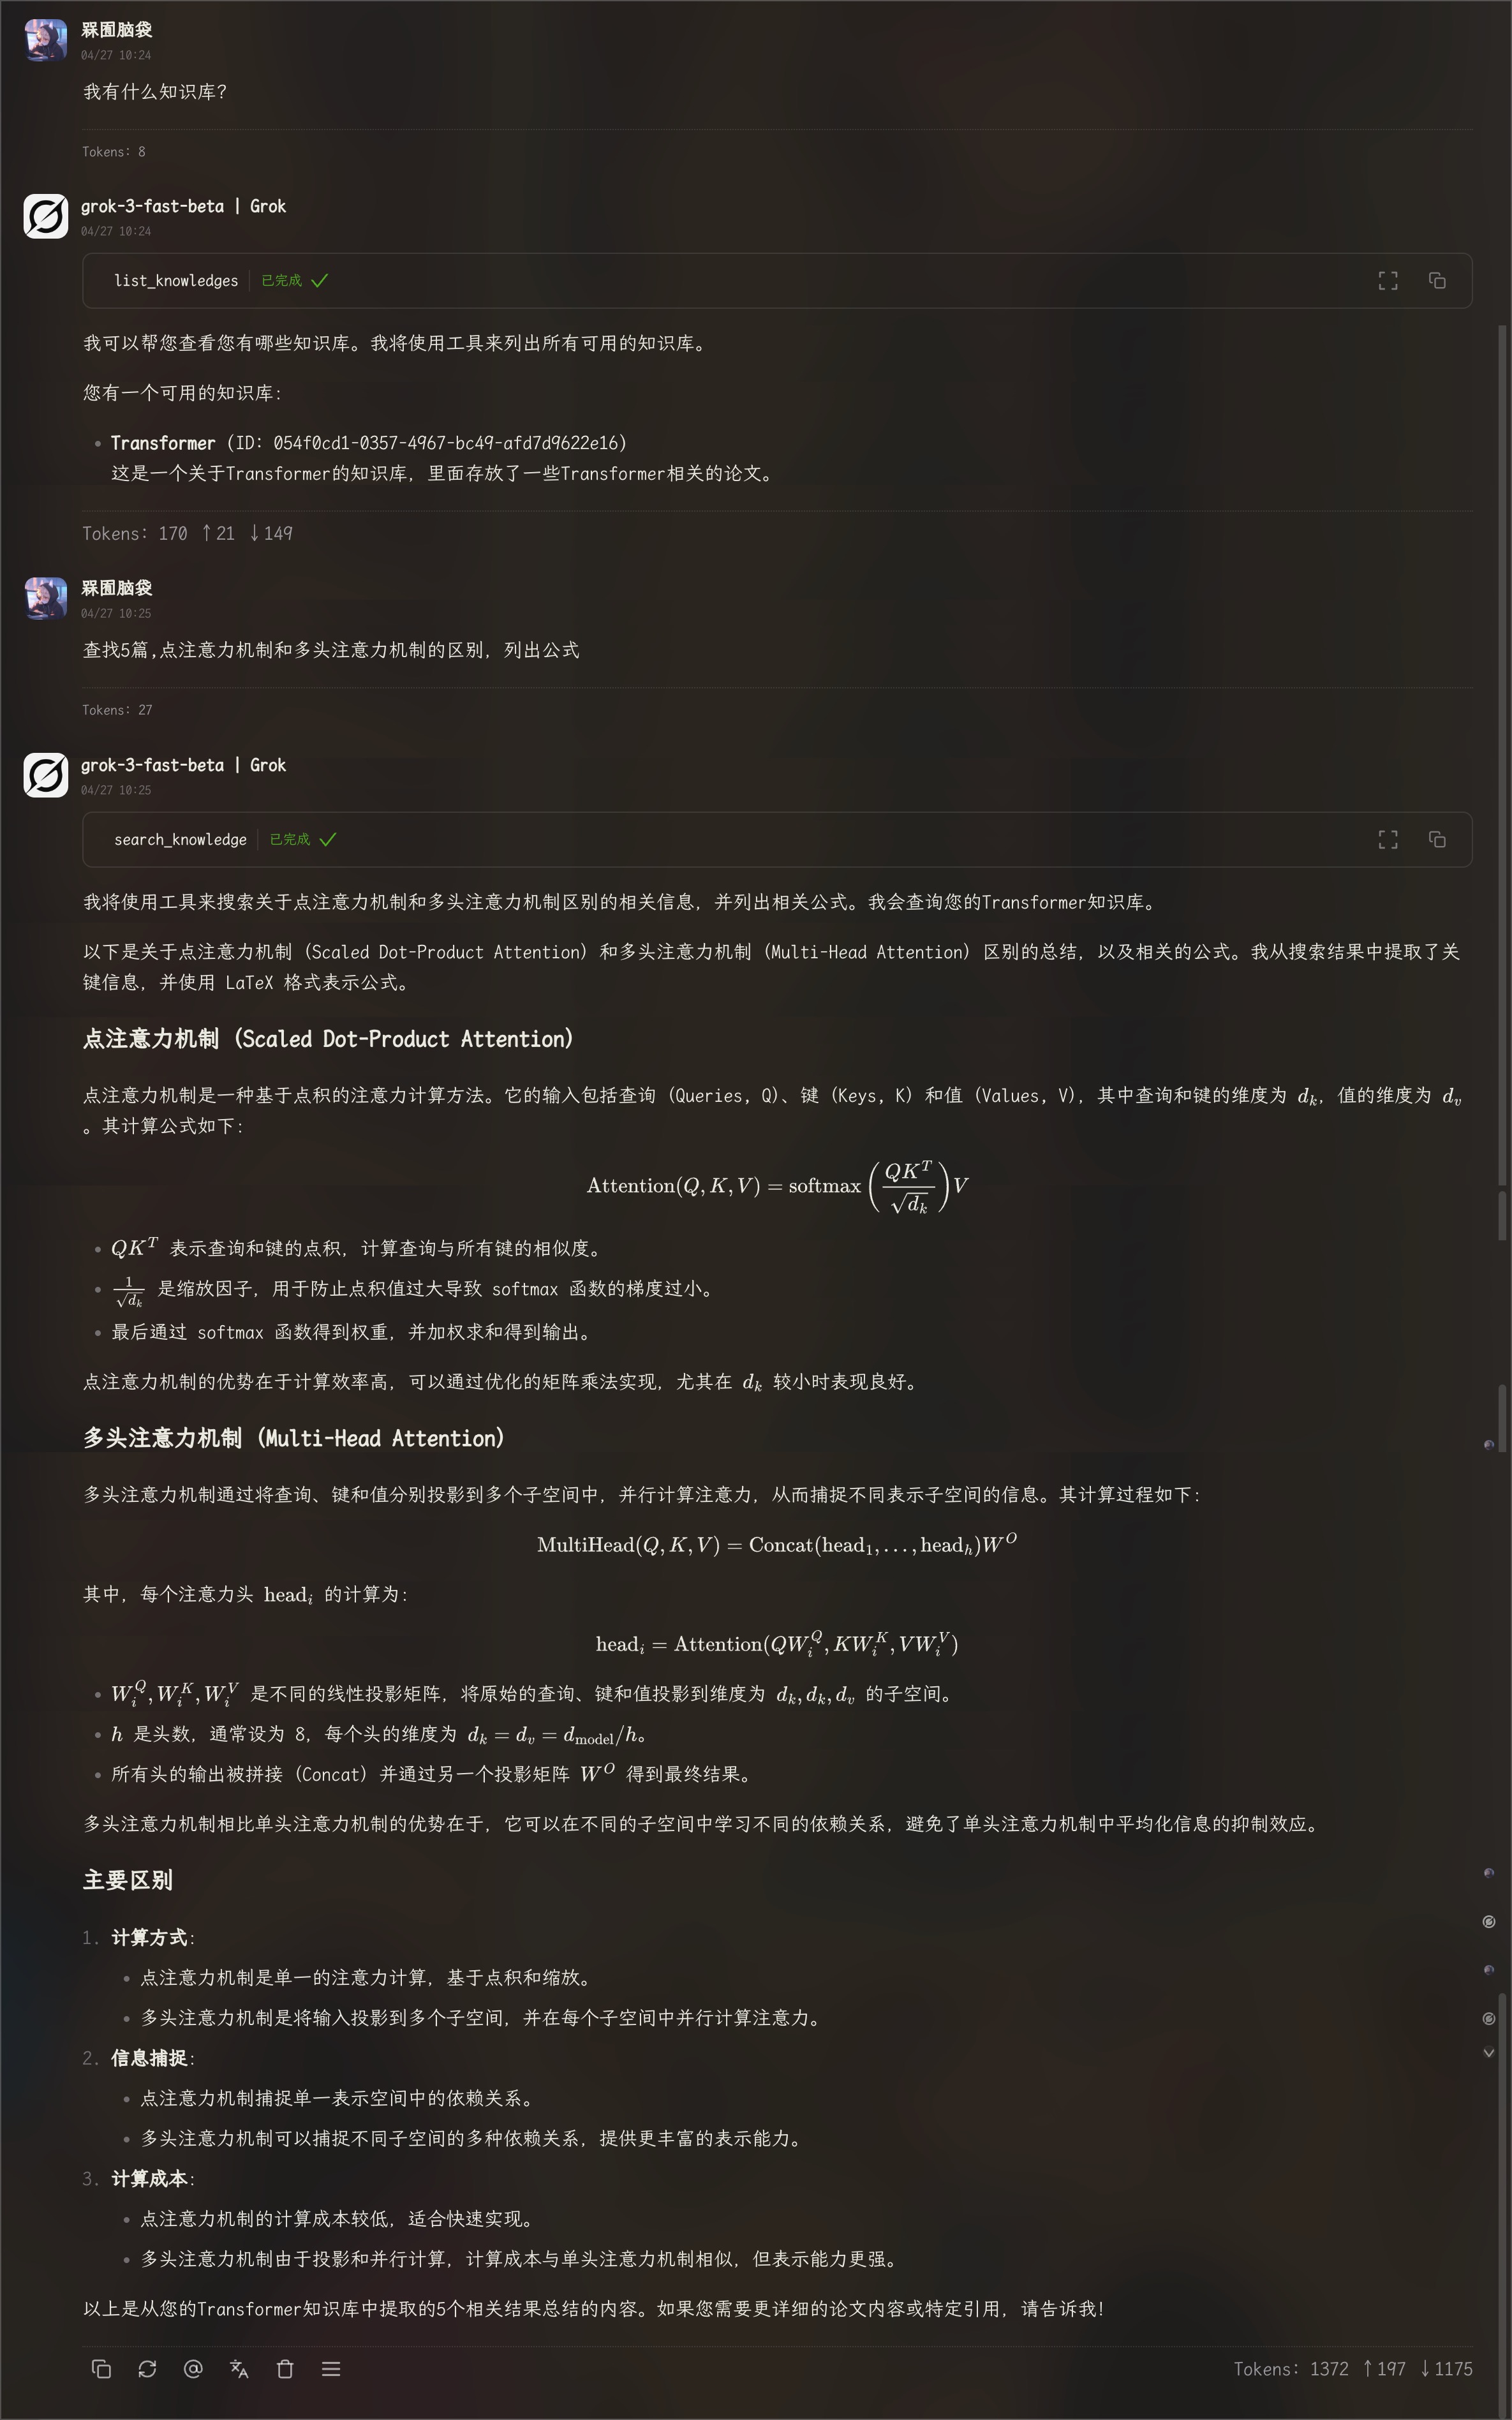 槑囿脑袋
04/27 10:24
我有什么知识库?
Tokens: 8
grok-3-fast-beta | Grok
04/27 10:24
list_knowledges 已完成
我可以帮您查看您有哪些知识库。我将使用工具来列出所有可用的知识库。
您有一个可用的知识库：
• Transformer (ID: 054f0cd1-0357-4967-bc49-afd7d9622e16)
这是一个关于Transformer的知识库，里面存放了一些Transformer相关的论文。
Tokens: 170 ↑21 ↓149
槑囿脑袋
04/27 10:25
查找5篇,点注意力机制和多头注意力机制的区别，列出公式
Tokens: 27
grok-3-fast-beta | Grok
04/27 10:25
search_knowledge 已完成
我将使用工具来搜索关于点注意力机制和多头注意力机制区别的相关信息，并列出相关公式。我会查询您的Transformer知识库。
以下是关于点注意力机制（Scaled Dot-Product Attention）和多头注意力机制（Multi-Head Attention）区别的总结，以及相关的公式。我从搜索结果中提取了关
键信息，并使用 LaTeX 格式表示公式。
点注意力机制（Scaled Dot-Product Attention）
点注意力机制是一种基于点积的注意力计算方法。它的输入包括查询（Queries, Q）、键（Keys, K）和值（Values, V），其中查询和键的维度为 d_k，值的维度为 d_v
。其计算公式如下：
Attention(Q, K, V) = softmax(QK^T / √d_k)V
• QK^T 表示查询和键的点积，计算查询与所有键的相似度。
• 1/√d_k 是缩放因子，用于防止点积值过大导致 softmax 函数的梯度过小。
• 最后通过 softmax 函数得到权重，并加权求和得到输出。
点注意力机制的优势在于计算效率高，可以通过优化的矩阵乘法实现，尤其在 d_k 较小时表现良好。
多头注意力机制（Multi-Head Attention）
多头注意力机制通过将查询、键和值分别投影到多个子空间中，并行计算注意力，从而捕捉不同表示子空间的信息。其计算过程如下：
MultiHead(Q, K, V) = Concat(head_1, ..., head_h)W^O
其中，每个注意力头 head_i 的计算为：
head_i = Attention(QW_i^Q, KW_i^K, VW_i^V)
• W_i^Q, W_i^K, W_i^V 是不同的线性投影矩阵，将原始的查询、键和值投影到维度为 d_k, d_k, d_v 的子空间。
• h 是头数，通常设为 8，每个头的维度为 d_k = d_v = d_model/h。
• 所有头的输出被拼接（Concat）并通过另一个投影矩阵 W^O 得到最终结果。
多头注意力机制相比单头注意力机制的优势在于，它可以在不同的子空间中学习不同的依赖关系，避免了单头注意力机制中平均化信息的抑制效应。
主要区别
1. 计算方式：
• 点注意力机制是单一的注意力计算，基于点积和缩放。
• 多头注意力机制是将输入投影到多个子空间，并在每个子空间中并行计算注意力。
2. 信息捕捉：
• 点注意力机制捕捉单一表示空间中的依赖关系。
• 多头注意力机制可以捕捉不同子空间的多种依赖关系，提供更丰富的表示能力。
3. 计算成本：
• 点注意力机制的计算成本较低，适合快速实现。
• 多头注意力机制由于投影和并行计算，计算成本与单头注意力机制相似，但表示能力更强。
以上是从您的Transformer知识库中提取的5个相关结果总结的内容。如果您需要更详细的论文内容或特定引用，请告诉我！
Tokens: 1372 ↑197 ↓1175